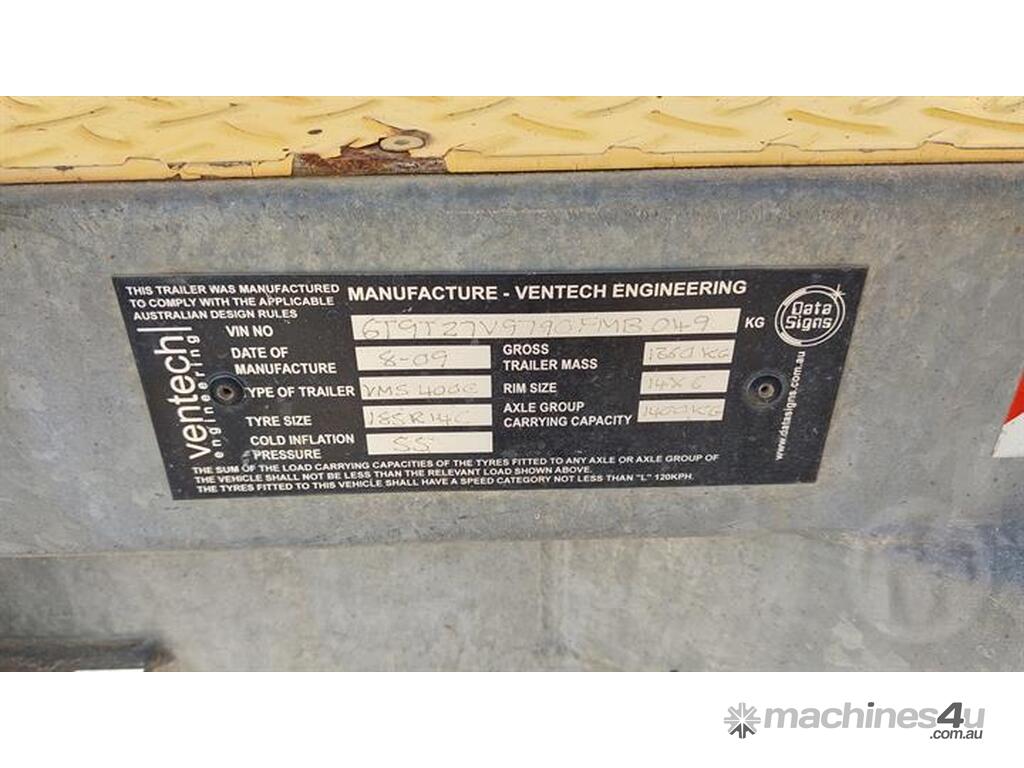 THIS TRAILER WAS MANUFACTURED
TO COMPLY WITH THE APPLICABLE
AUSTRALIAN DESIGN RULES
MANUFACTURE - VENTECH ENGINEERING
VIN NO 6T9T27V9790FMB049 KG
DATE OF
MANUFACTURE 8-09
GROSS
TRAILER MASS 1360KG
TYPE OF TRAILER VMS 400C
RIM SIZE 14X6
TYRE SIZE 185R14C
AXLE GROUP
CARRYING CAPACITY 1400KG
COLD INFLATION
PRESSURE 55
THE SUM OF THE LOAD CARRYING CAPACITIES OF THE TYRES FITTED TO ANY AXLE OR AXLE GROUP OF
THE VEHICLE SHALL NOT BE LESS THAN THE RELEVANT LOAD SHOWN ABOVE.
THE TYRES FITTED TO THIS VEHICLE SHALL HAVE A SPEED CATEGORY NOT LESS THAN "L" 120KPH.
ventech
engineering
Data
Signs
www.datasigns.com.au
machines4u
.com.au